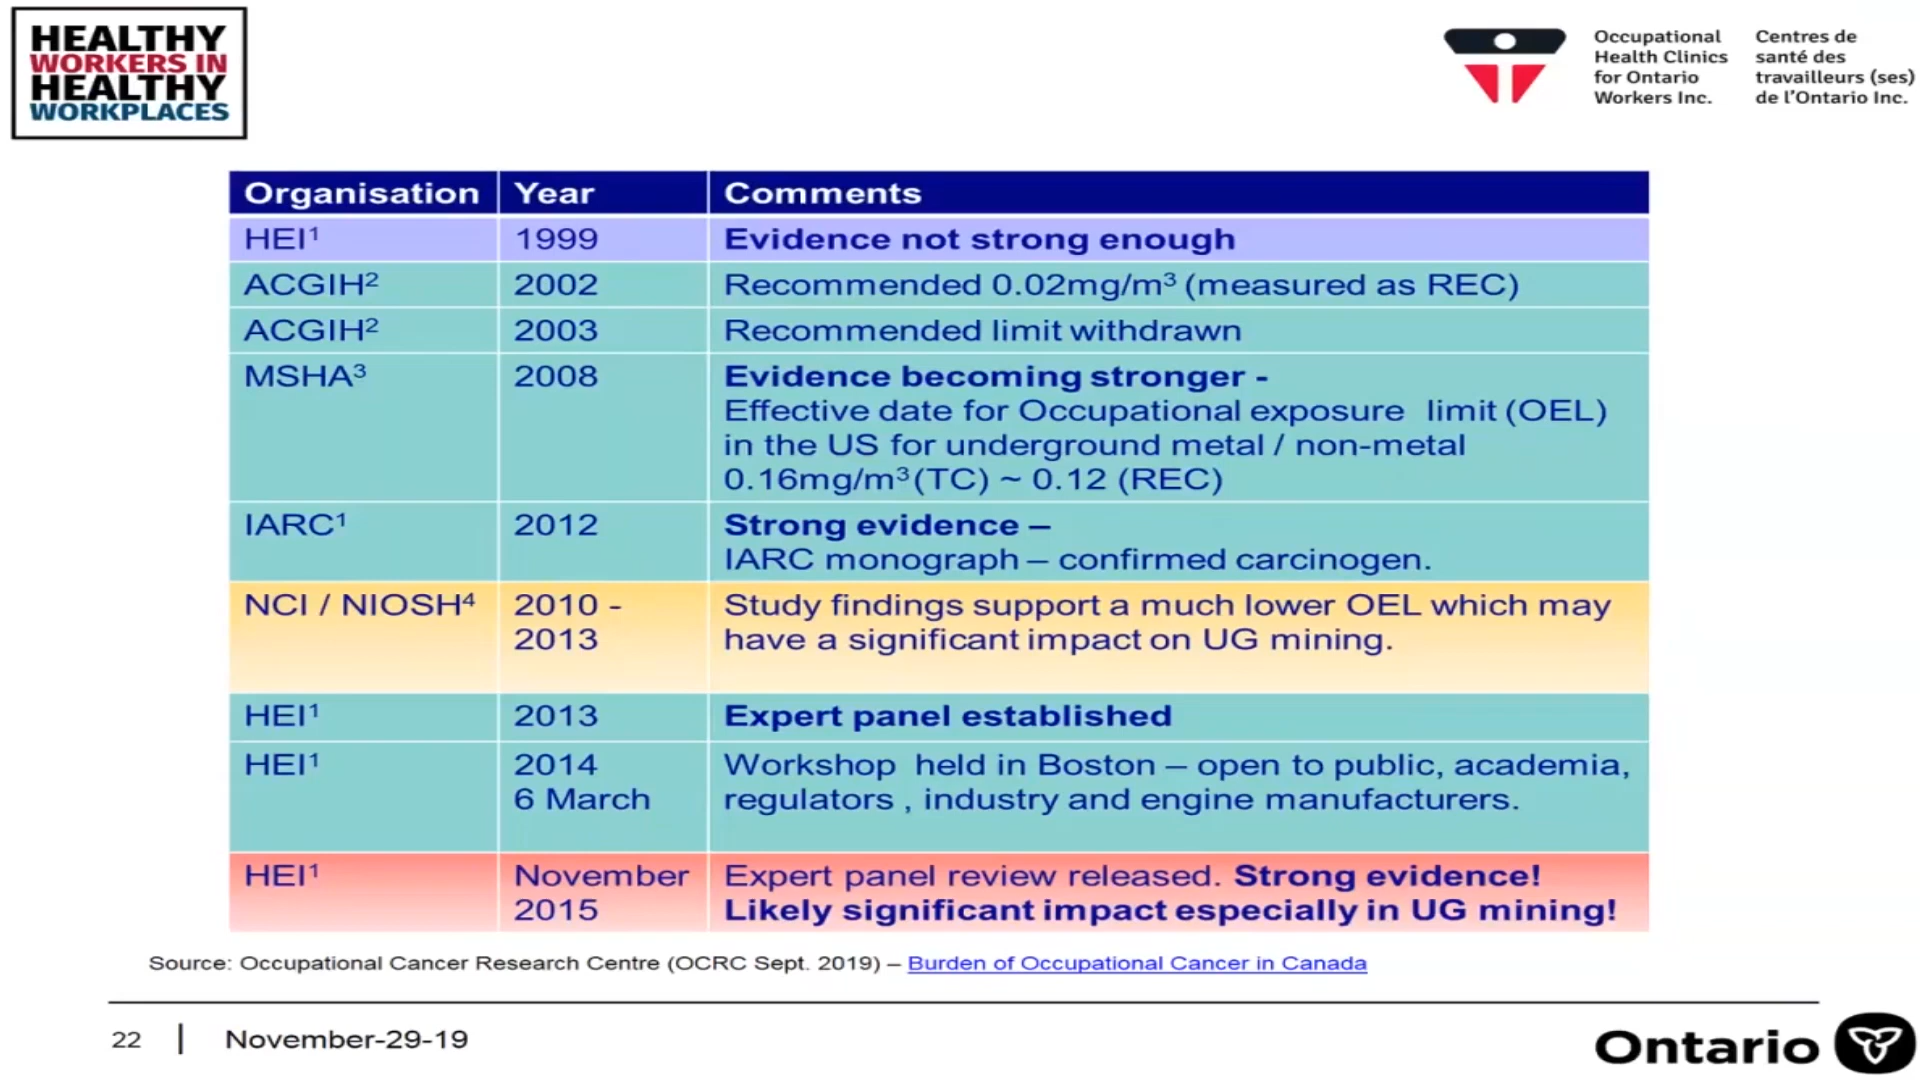 HEALTHY
WORKERS IN
HEALTHY
WORKPLACES
Occupational
Health Clinics
for Ontario
Workers Inc.
Centres de
santé des
travailleurs (ses)
de l'Ontario Inc.
Organisation Year Comments
HEI¹ 1999 Evidence not strong enough
ACGIH² 2002 Recommended 0.02mg/m³ (measured as REC)
ACGIH² 2003 Recommended limit withdrawn
MSHA³ 2008 Evidence becoming stronger -
Effective date for Occupational exposure limit (OEL)
in the US for underground metal / non-metal
0.16mg/m³(TC) ~ 0.12 (REC)
IARC¹ 2012 Strong evidence –
IARC monograph – confirmed carcinogen.
NCI / NIOSH⁴ 2010 - Study findings support a much lower OEL which may
2013 have a significant impact on UG mining.
HEI¹ 2013 Expert panel established
HEI¹ 2014 Workshop held in Boston – open to public, academia,
6 March regulators , industry and engine manufacturers.
HEI¹ November Expert panel review released. Strong evidence!
2015 Likely significant impact especially in UG mining!
Source: Occupational Cancer Research Centre (OCRC Sept. 2019) – Burden of Occupational Cancer in Canada
22 | November-29-19
Ontario